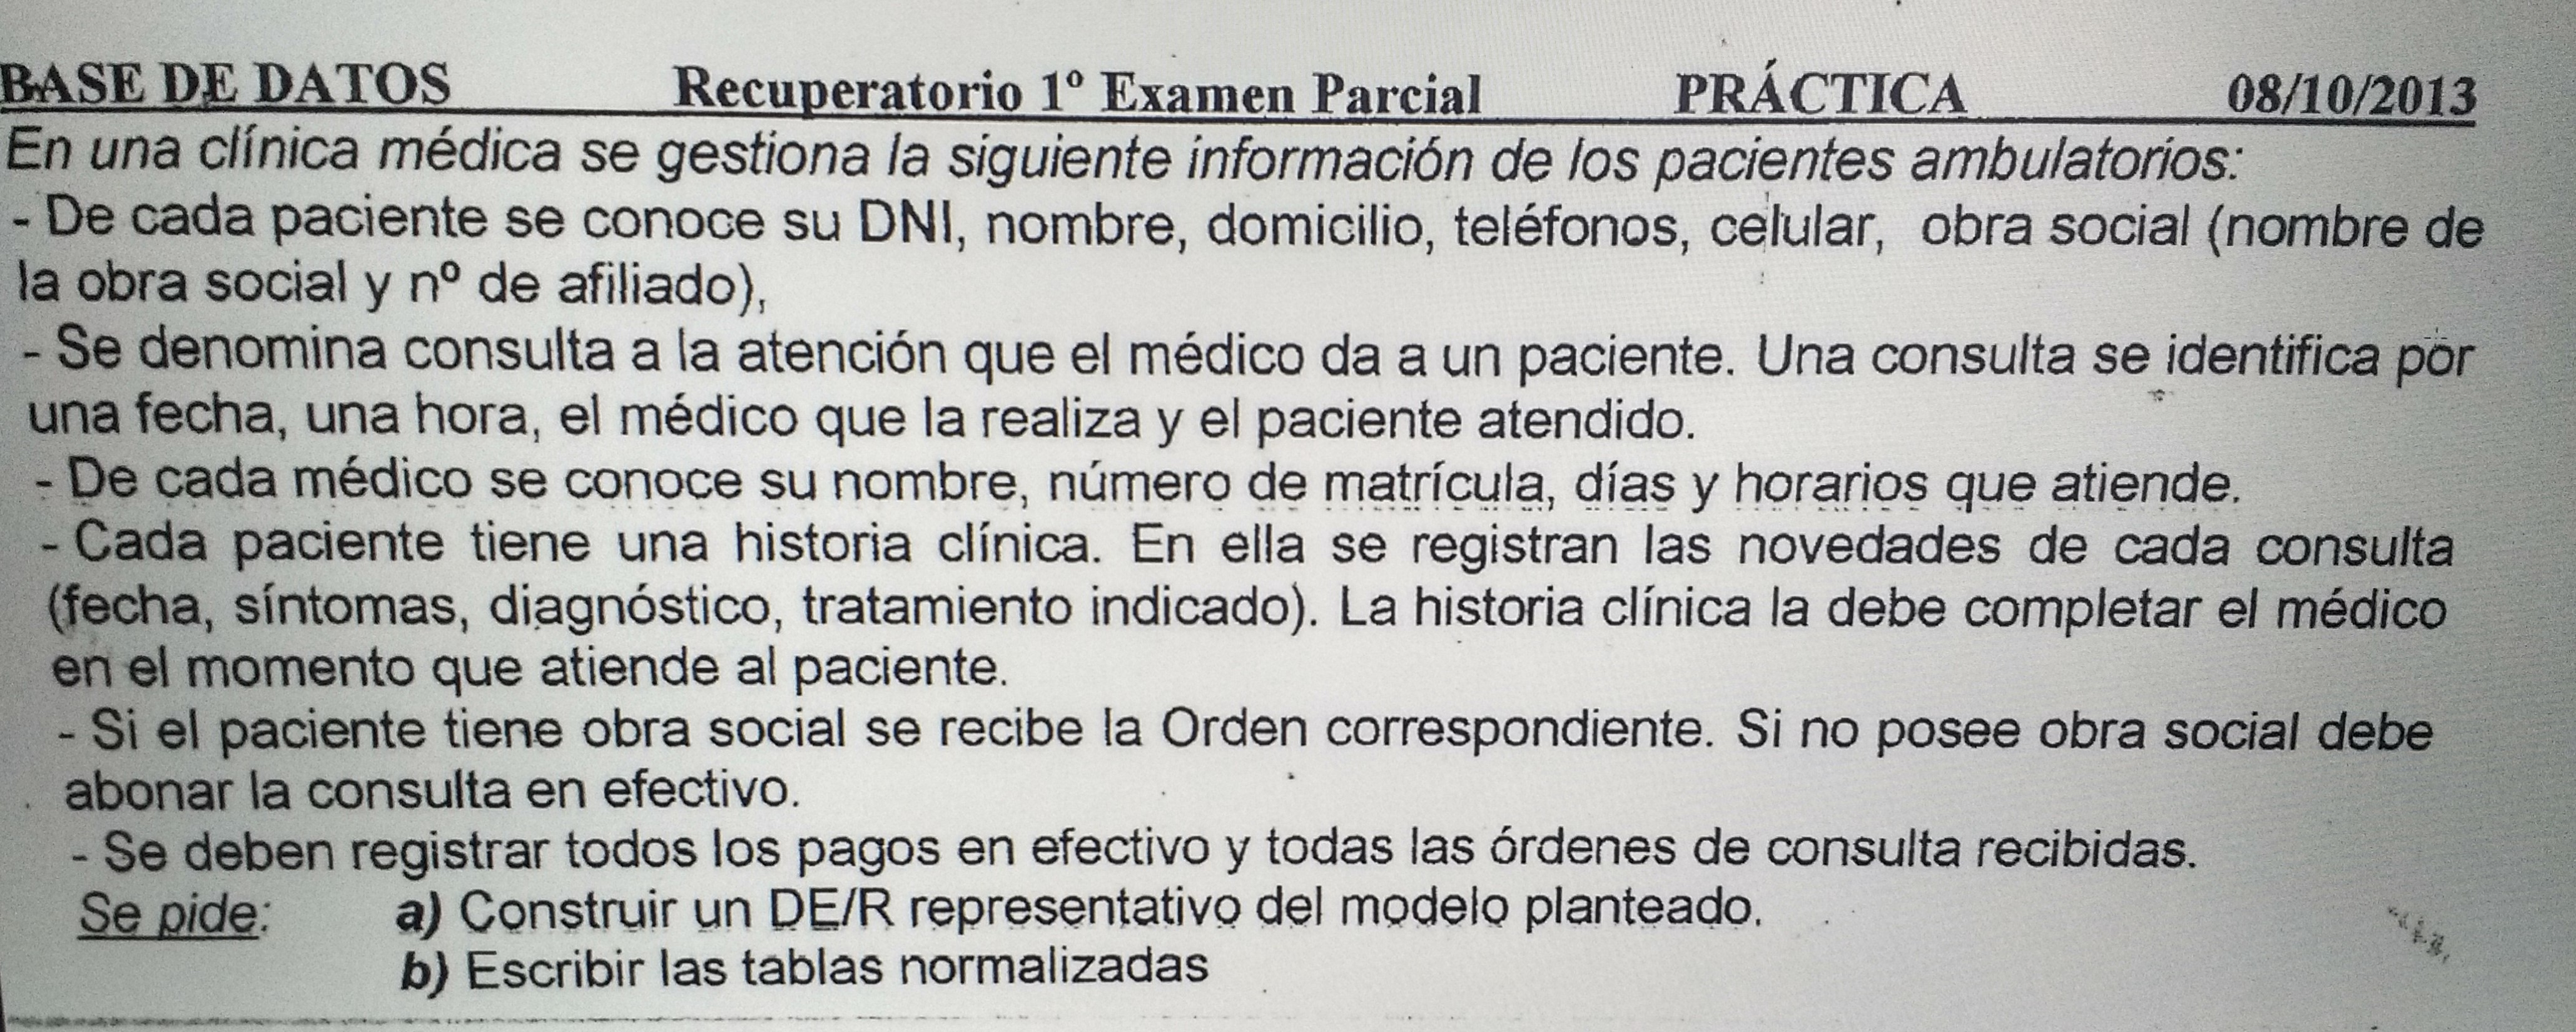 BASE DE DATOS Recuperatorio 1º Examen Parcial PRÁCTICA 08/10/2013
En una clínica médica se gestiona la siguiente información de los pacientes ambulatorios:
- De cada paciente se conoce su DNI, nombre, domicilio, teléfonos, celular, obra social (nombre de
la obra social y nº de afiliado),
- Se denomina consulta a la atención que el médico da a un paciente. Una consulta se identifica por
una fecha, una hora, el médico que la realiza y el paciente atendido.
- De cada médico se conoce su nombre, número de matrícula, días y horarios que atiende.
- Cada paciente tiene una historia clínica. En ella se registran las novedades de cada consulta
(fecha, síntomas, diagnóstico, tratamiento indicado). La historia clínica la debe completar el médico
en el momento que atiende al paciente.
- Si el paciente tiene obra social se recibe la Orden correspondiente. Si no posee obra social debe
abonar la consulta en efectivo.
- Se deben registrar todos los pagos en efectivo y todas las órdenes de consulta recibidas.
Se pide: a) Construir un DE/R representativo del modelo planteado.
b) Escribir las tablas normalizadas